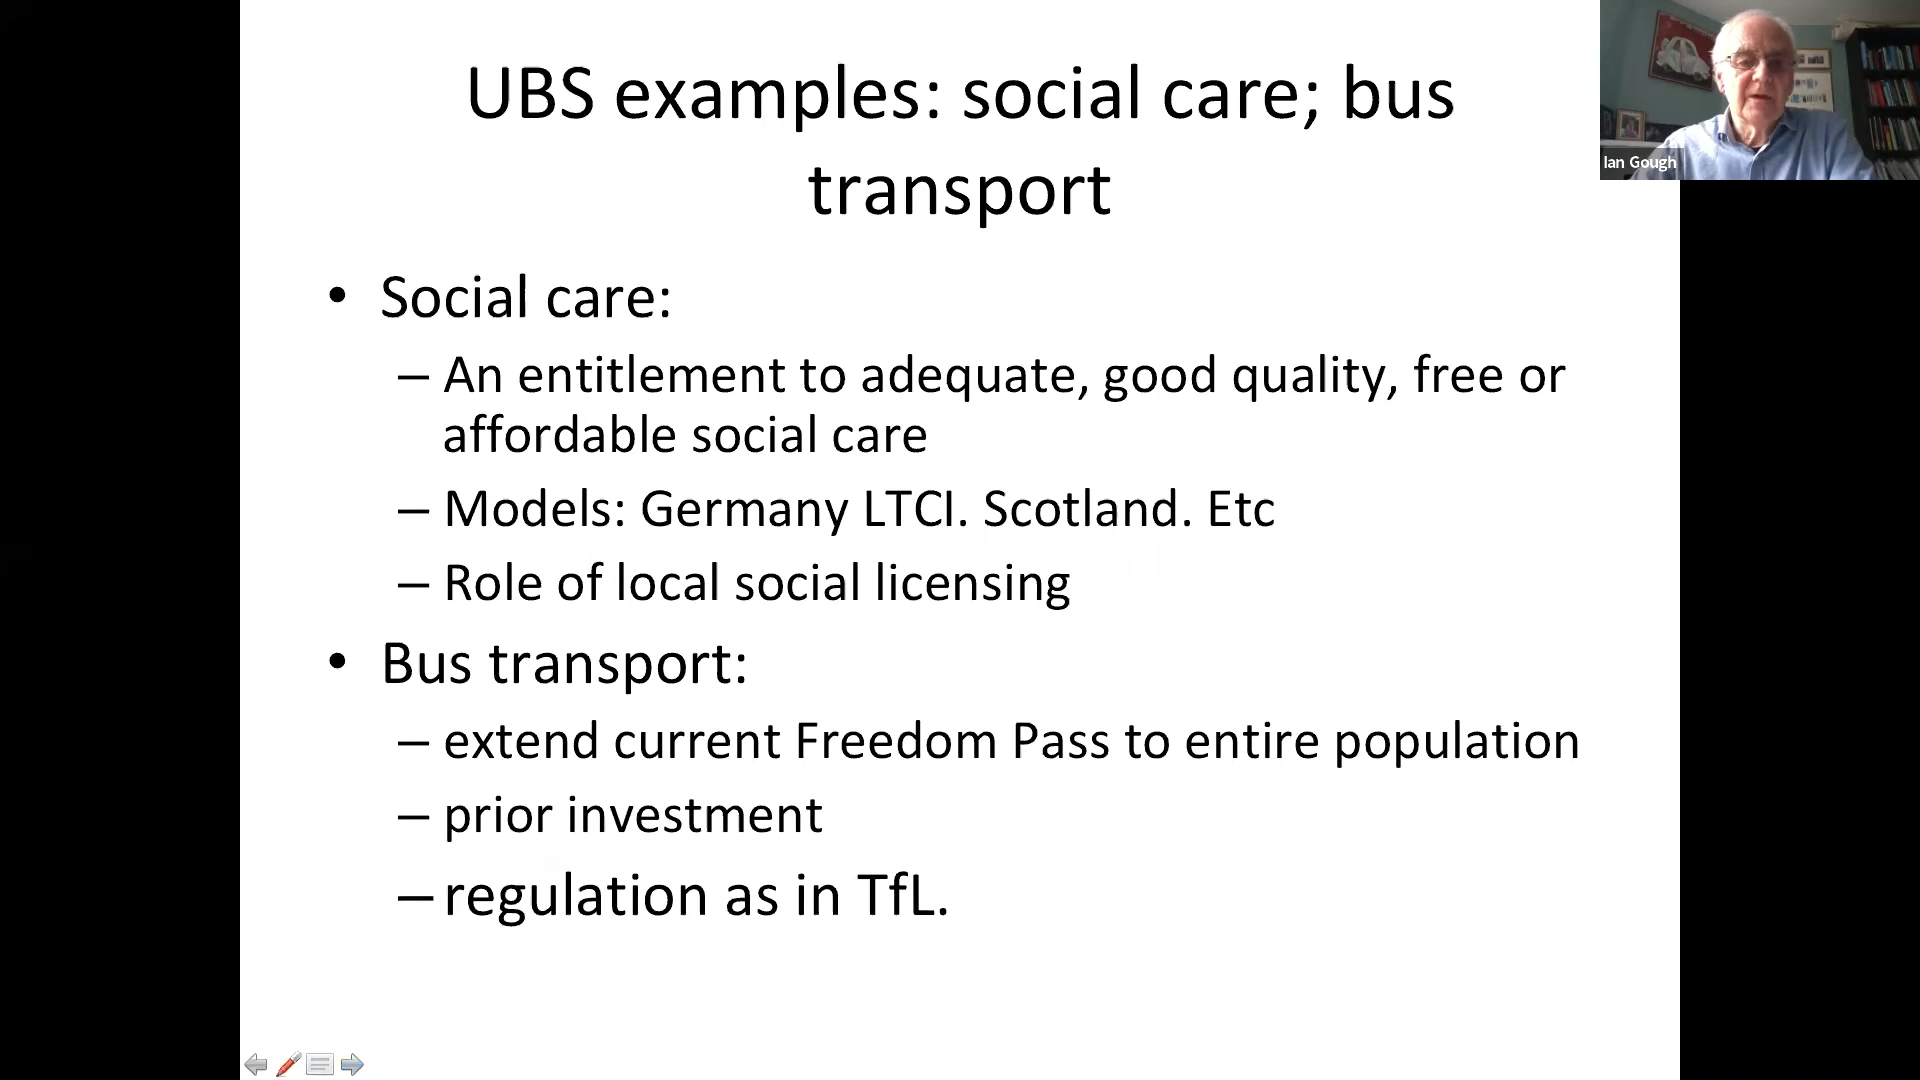 UBS examples: social care; bus
transport
Ian Gough
• Social care:
– An entitlement to adequate, good quality, free or
affordable social care
– Models: Germany LTCI. Scotland. Etc
– Role of local social licensing
• Bus transport:
– extend current Freedom Pass to entire population
– prior investment
– regulation as in TfL.